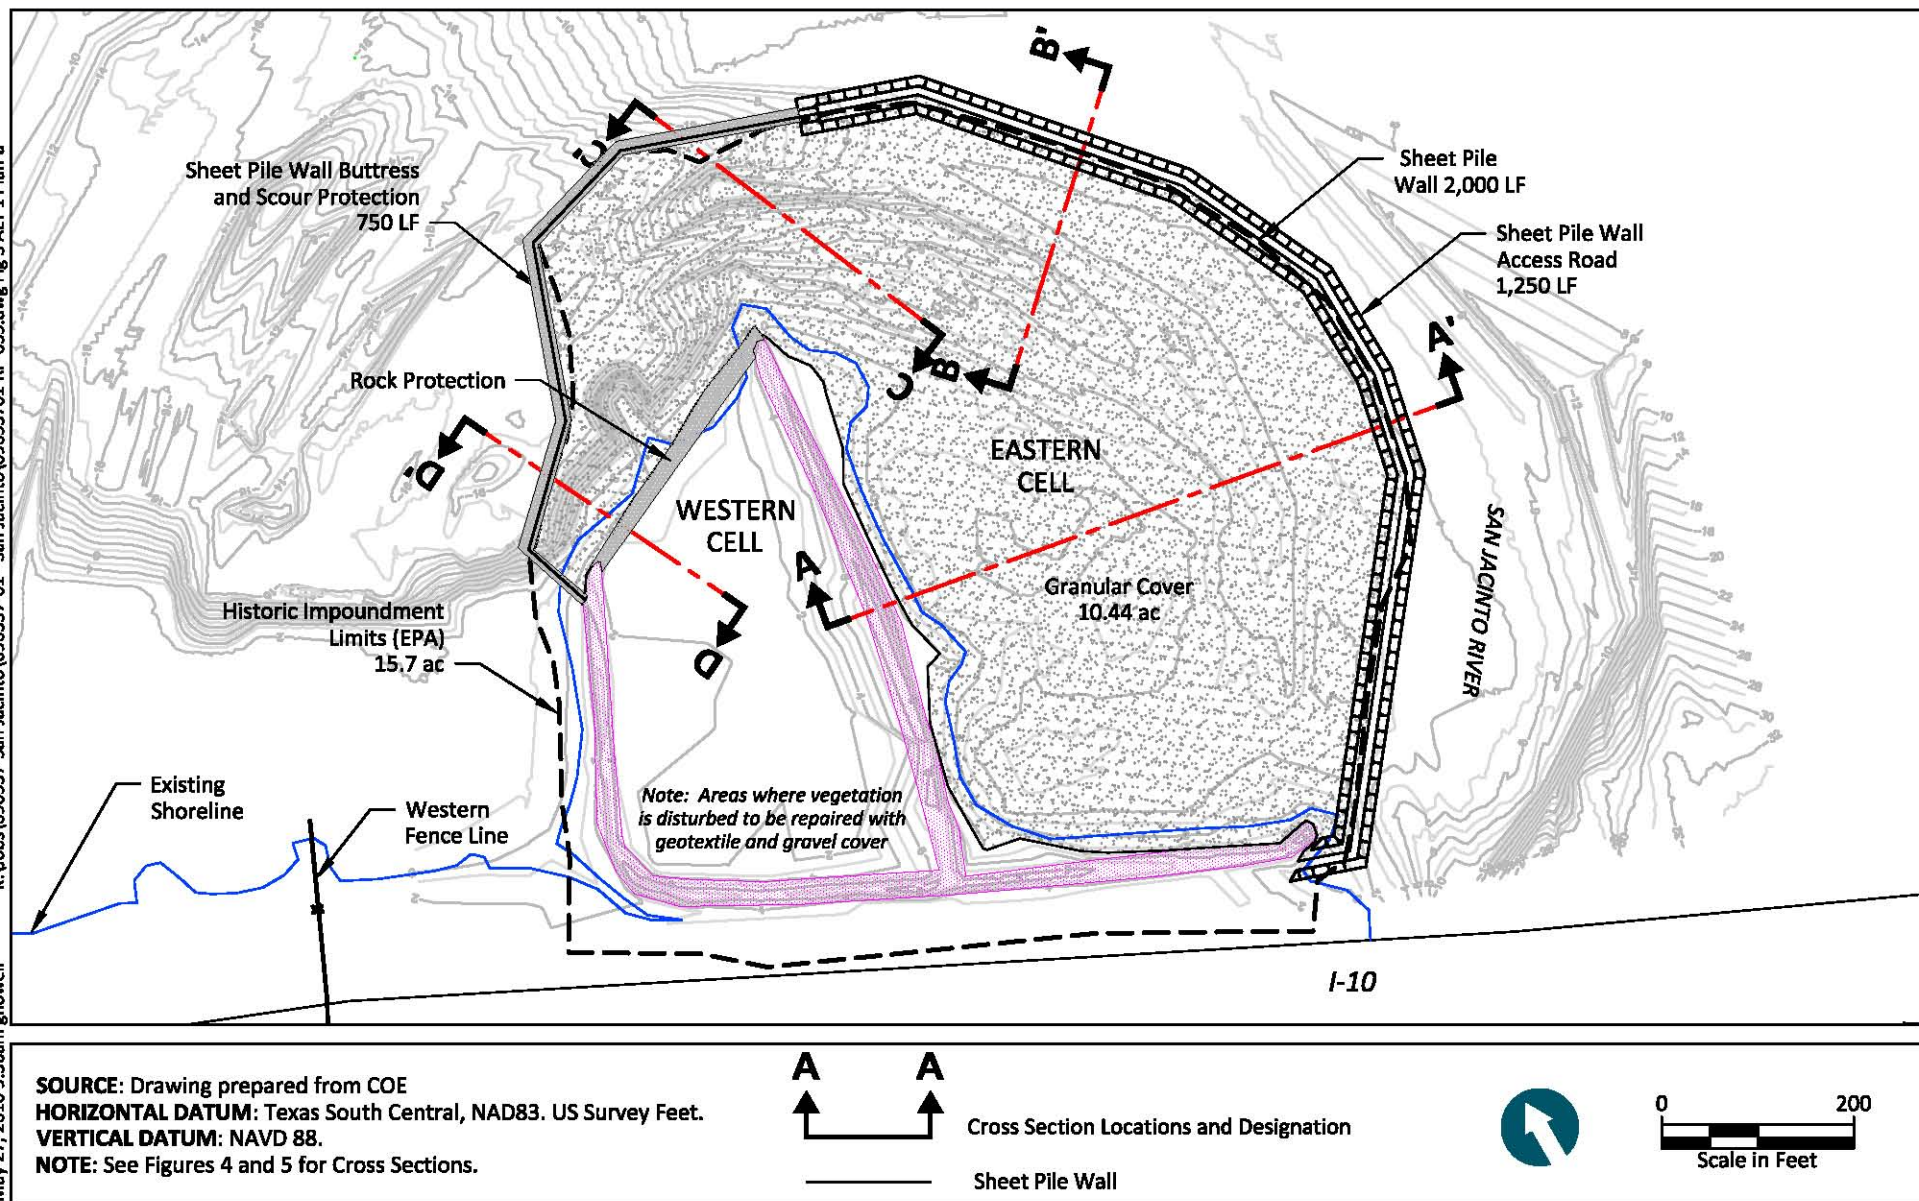 B'
C'
Sheet Pile Wall Buttress
and Scour Protection
750 LF
Sheet Pile
Wall 2,000 LF
Sheet Pile Wall
Access Road
1,250 LF
A'
Rock Protection
C
B
D'
EASTERN
CELL
WESTERN
CELL
A
Granular Cover
10.44 ac
SAN JACINTO RIVER
Historic Impoundment
Limits (EPA)
15.7 ac
D
Existing
Shoreline
Western
Fence Line
Note: Areas where vegetation
is disturbed to be repaired with
geotextile and gravel cover
I-10
SOURCE: Drawing prepared from COE
HORIZONTAL DATUM: Texas South Central, NAD83. US Survey Feet.
VERTICAL DATUM: NAVD 88.
NOTE: See Figures 4 and 5 for Cross Sections.
A A
Cross Section Locations and Designation
Sheet Pile Wall
0 200
Scale in Feet